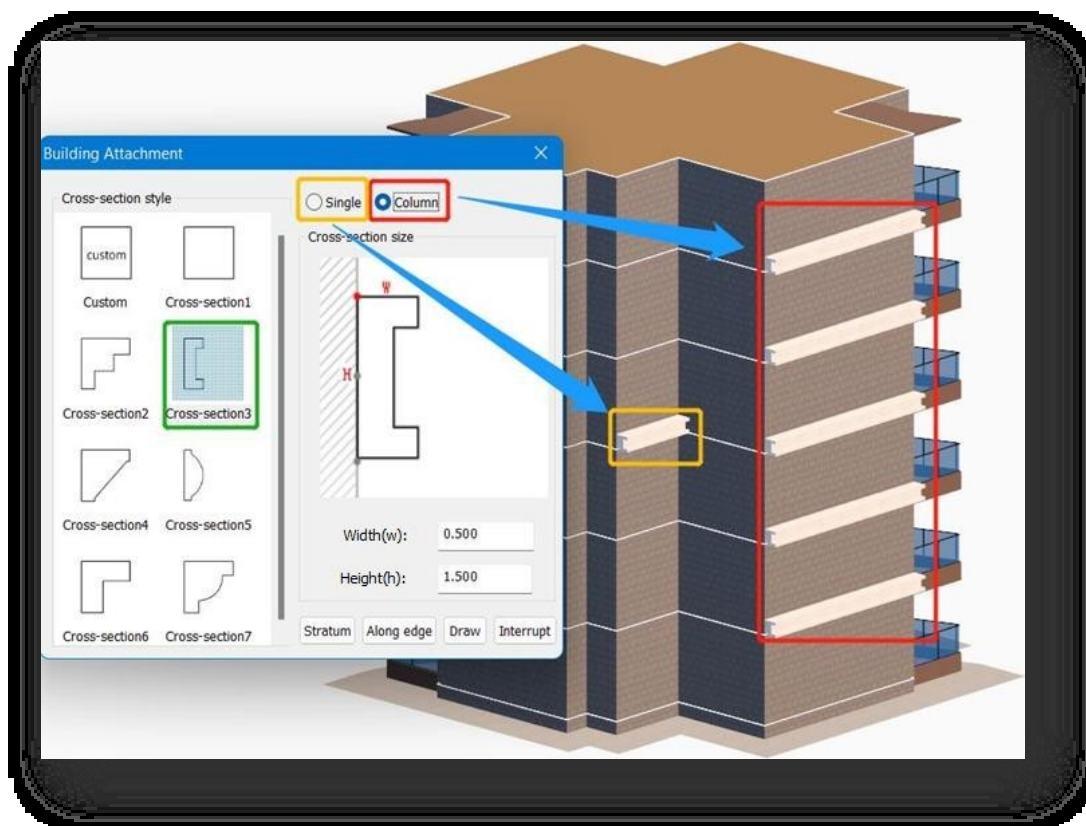 Building Attachment
Cross-section style
Single
Column
custom
Custom
Cross-section1
Cross-section2
Cross-section3
Cross-section4
Cross-section5
Cross-section6
Cross-section7
Cross-section size
W
H
Width(w): 0.500
Height(h): 1.500
Stratum Along edge Draw Interrupt